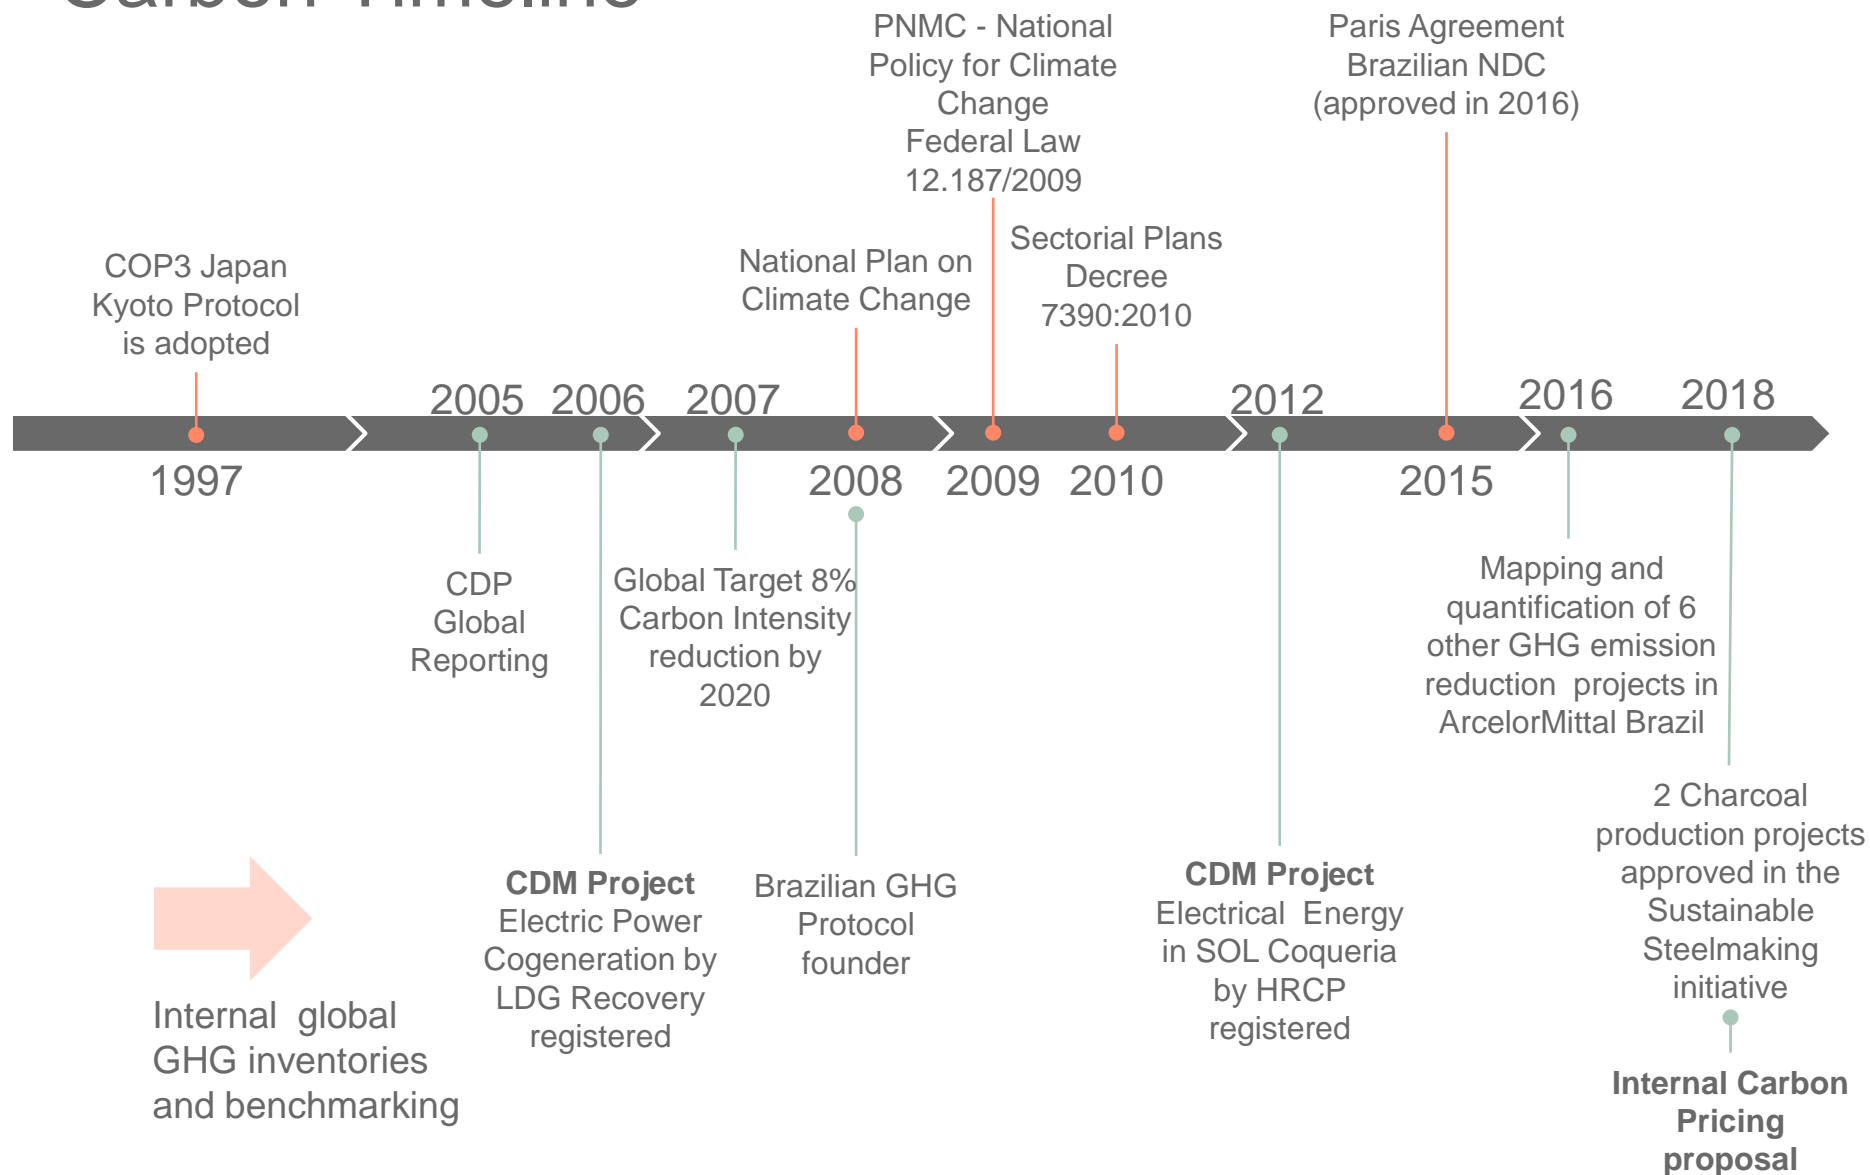 Carbon Timeline
PNMC - National
Policy for Climate
Change
Federal Law
12.187/2009
Paris Agreement
Brazilian NDC
(approved in 2016)
COP3 Japan
Kyoto Protocol
is adopted
National Plan on
Climate Change
Sectorial Plans
Decree
7390:2010
2005
2006
2007
2012
2016
2018
1997
2008
2009
2010
2015
CDP
Global
Reporting
Global Target 8%
Carbon Intensity
reduction by
2020
Mapping and
quantification of 6
other GHG emission
reduction projects in
ArcelorMittal Brazil
CDM Project
Electric Power
Cogeneration by
LDG Recovery
registered
Brazilian GHG
Protocol
founder
CDM Project
Electrical Energy
in SOL Coqueria
by HRCP
registered
2 Charcoal
production projects
approved in the
Sustainable
Steelmaking
initiative
Internal global
GHG inventories
and benchmarking
Internal Carbon
Pricing
proposal